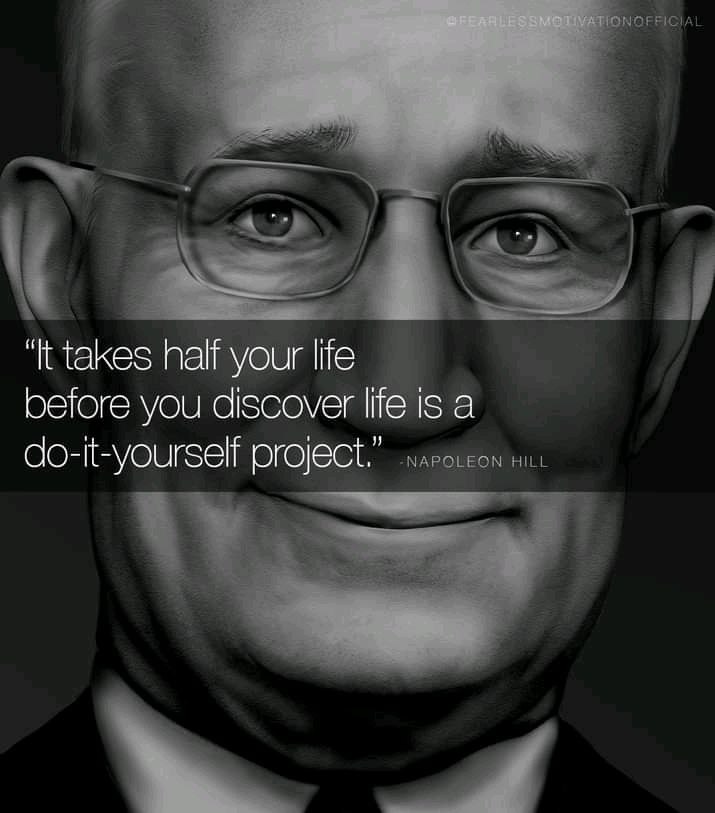 @FEARLESSMOTIVATIONOFFICIAL
“It takes half your life
before you discover life is a
do-it-yourself project.” -NAPOLEON HILL